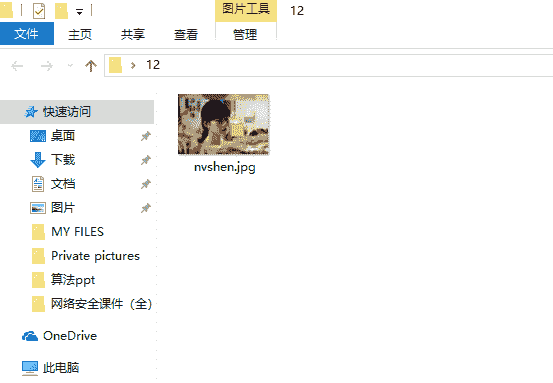 图片工具 12
文件 主页 共享 查看 管理
12
快速访问
桌面
下载
文档
图片
MY FILES
Private pictures
算法ppt
网络安全课件（全）
OneDrive
此电脑
nvshen.jpg